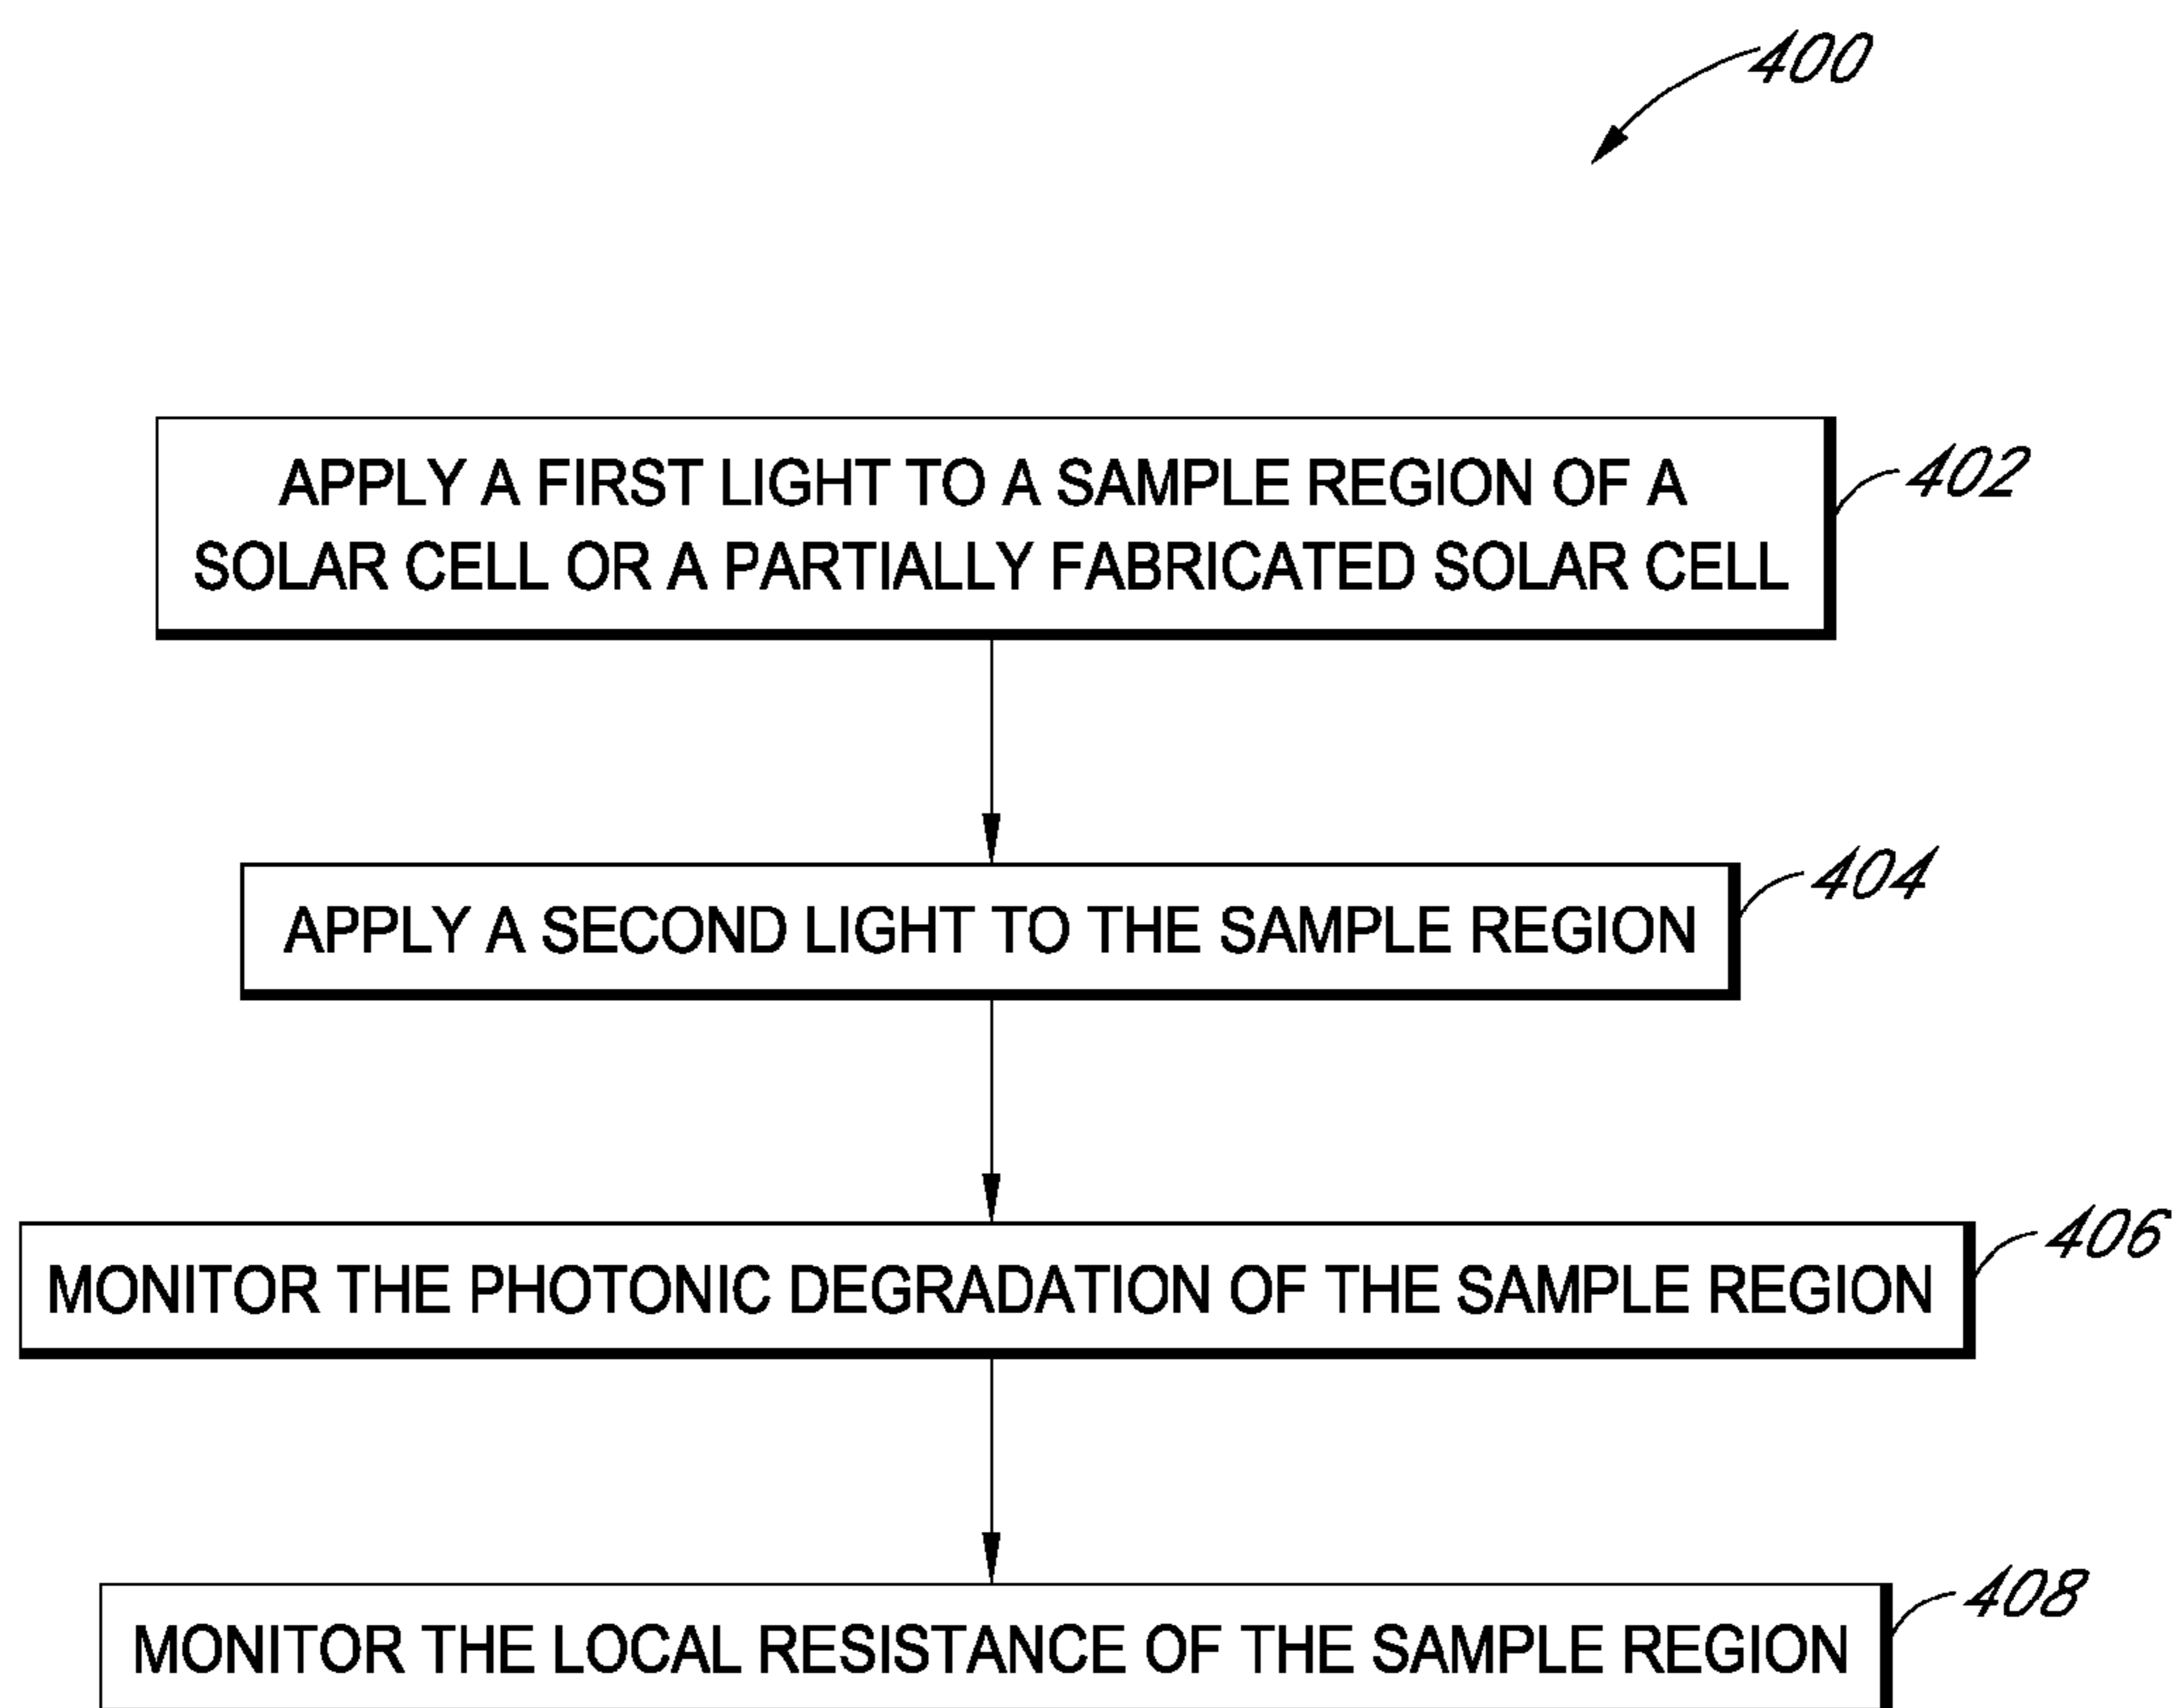 400
APPLY A FIRST LIGHT TO A SAMPLE REGION OF A
SOLAR CELL OR A PARTIALLY FABRICATED SOLAR CELL
402
APPLY A SECOND LIGHT TO THE SAMPLE REGION
404
MONITOR THE PHOTONIC DEGRADATION OF THE SAMPLE REGION
406
MONITOR THE LOCAL RESISTANCE OF THE SAMPLE REGION
408